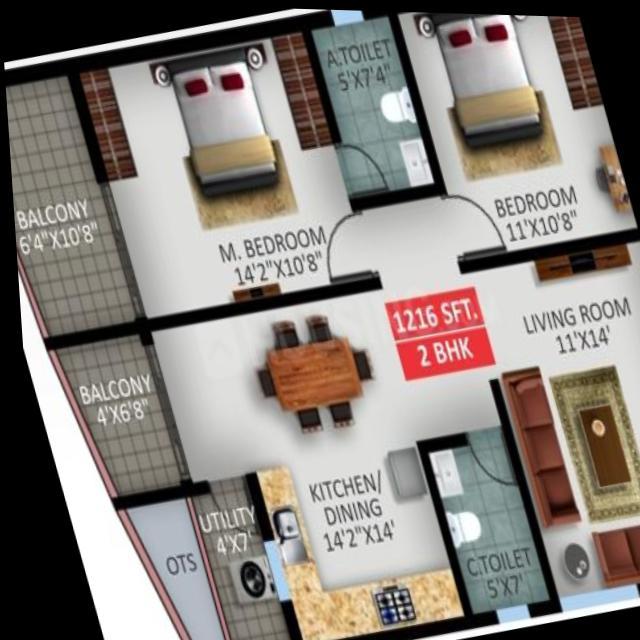 A.TOILET
5'X7'4"
BALCONY
6'4"X10'8"
M. BEDROOM
14'2"X10'8"
BEDROOM
11'X10'8"
1216 SFT.
2 BHK
LIVING ROOM
11'X14'
BALCONY
4'X6'8"
KITCHEN/
DINING
14'2"X14'
UTILITY
4'X7'
OTS
C.TOILET
5'X7'